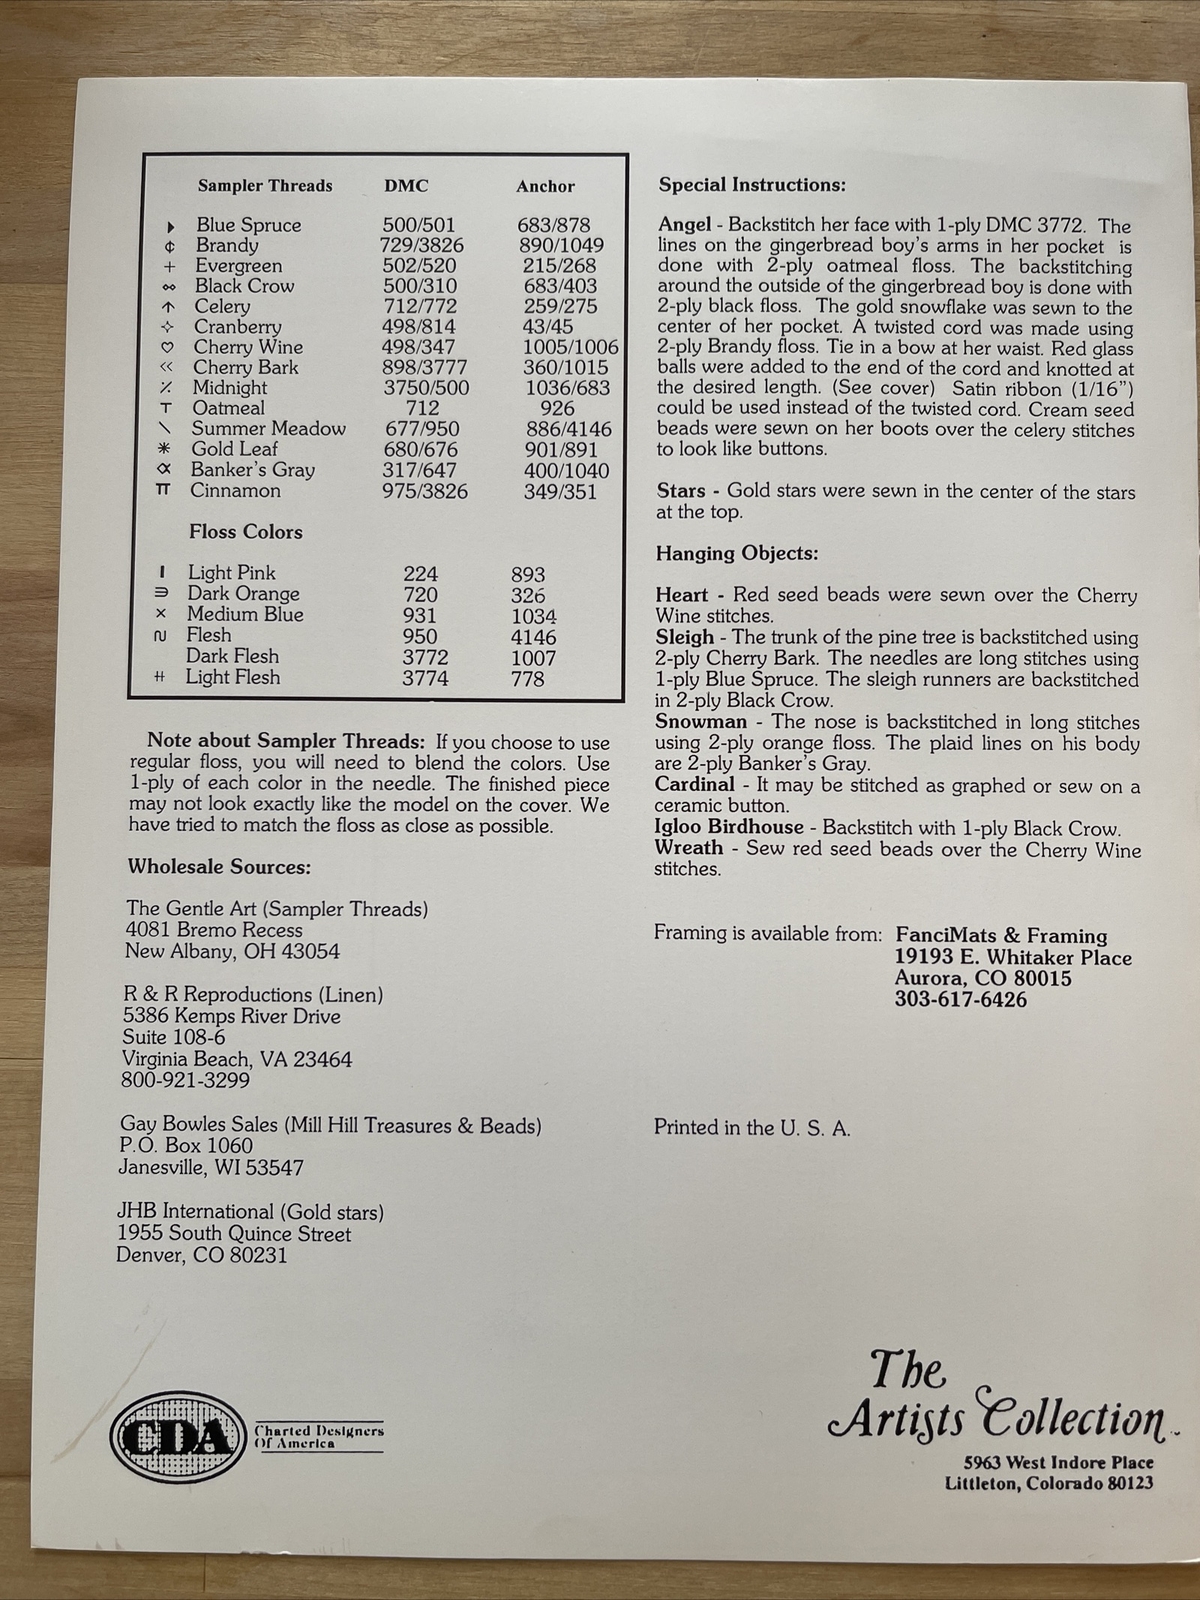 Sampler Threads DMC Anchor
Blue Spruce 500/501 683/878
¢ Brandy 729/3826 890/1049
+ Evergreen 502/520 215/268
∞ Black Crow 500/310 683/403
↑ Celery 712/772 259/275
✧ Cranberry 498/814 43/45
♡ Cherry Wine 498/347 1005/1006
« Cherry Bark 898/3777 360/1015
٪ Midnight 3750/500 1036/683
T Oatmeal 712 926
\ Summer Meadow 677/950 886/4146
* Gold Leaf 680/676 901/891
Banker's Gray 317/647 400/1040
π Cinnamon 975/3826 349/351
Floss Colors
ı Light Pink 224 893
∋ Dark Orange 720 326
× Medium Blue 931 1034
N Flesh 950 4146
Dark Flesh 3772 1007
H Light Flesh 3774 778
Note about Sampler Threads: If you choose to use
regular floss, you will need to blend the colors. Use
1-ply of each color in the needle. The finished piece
may not look exactly like the model on the cover. We
have tried to match the floss as close as possible.
Wholesale Sources:
The Gentle Art (Sampler Threads)
4081 Bremo Recess
New Albany, OH 43054
R & R Reproductions (Linen)
5386 Kemps River Drive
Suite 108-6
Virginia Beach, VA 23464
800-921-3299
Gay Bowles Sales (Mill Hill Treasures & Beads)
P.O. Box 1060
Janesville, WI 53547
JHB International (Gold stars)
1955 South Quince Street
Denver, CO 80231
CDA
Charted Designers
Of America
Special Instructions:
Angel - Backstitch her face with 1-ply DMC 3772. The
lines on the gingerbread boy's arms in her pocket is
done with 2-ply oatmeal floss. The backstitching
around the outside of the gingerbread boy is done with
2-ply black floss. The gold snowflake was sewn to the
center of her pocket. A twisted cord was made using
2-ply Brandy floss. Tie in a bow at her waist. Red glass
balls were added to the end of the cord and knotted at
the desired length. (See cover) Satin ribbon (1/16")
could be used instead of the twisted cord. Cream seed
beads were sewn on her boots over the celery stitches
to look like buttons.
Stars - Gold stars were sewn in the center of the stars
at the top.
Hanging Objects:
Heart - Red seed beads were sewn over the Cherry
Wine stitches.
Sleigh - The trunk of the pine tree is backstitched using
2-ply Cherry Bark. The needles are long stitches using
1-ply Blue Spruce. The sleigh runners are backstitched
in 2-ply Black Crow.
Snowman - The nose is backstitched in long stitches
using 2-ply orange floss. The plaid lines on his body
are 2-ply Banker's Gray.
Cardinal - It may be stitched as graphed or sew on a
ceramic button.
Igloo Birdhouse - Backstitch with 1-ply Black Crow.
Wreath - Sew red seed beads over the Cherry Wine
stitches.
Framing is available from: FanciMats & Framing
19193 E. Whitaker Place
Aurora, CO 80015
303-617-6426
Printed in the U. S. A.
The
Artists Collection
5963 West Indore Place
Littleton, Colorado 80123